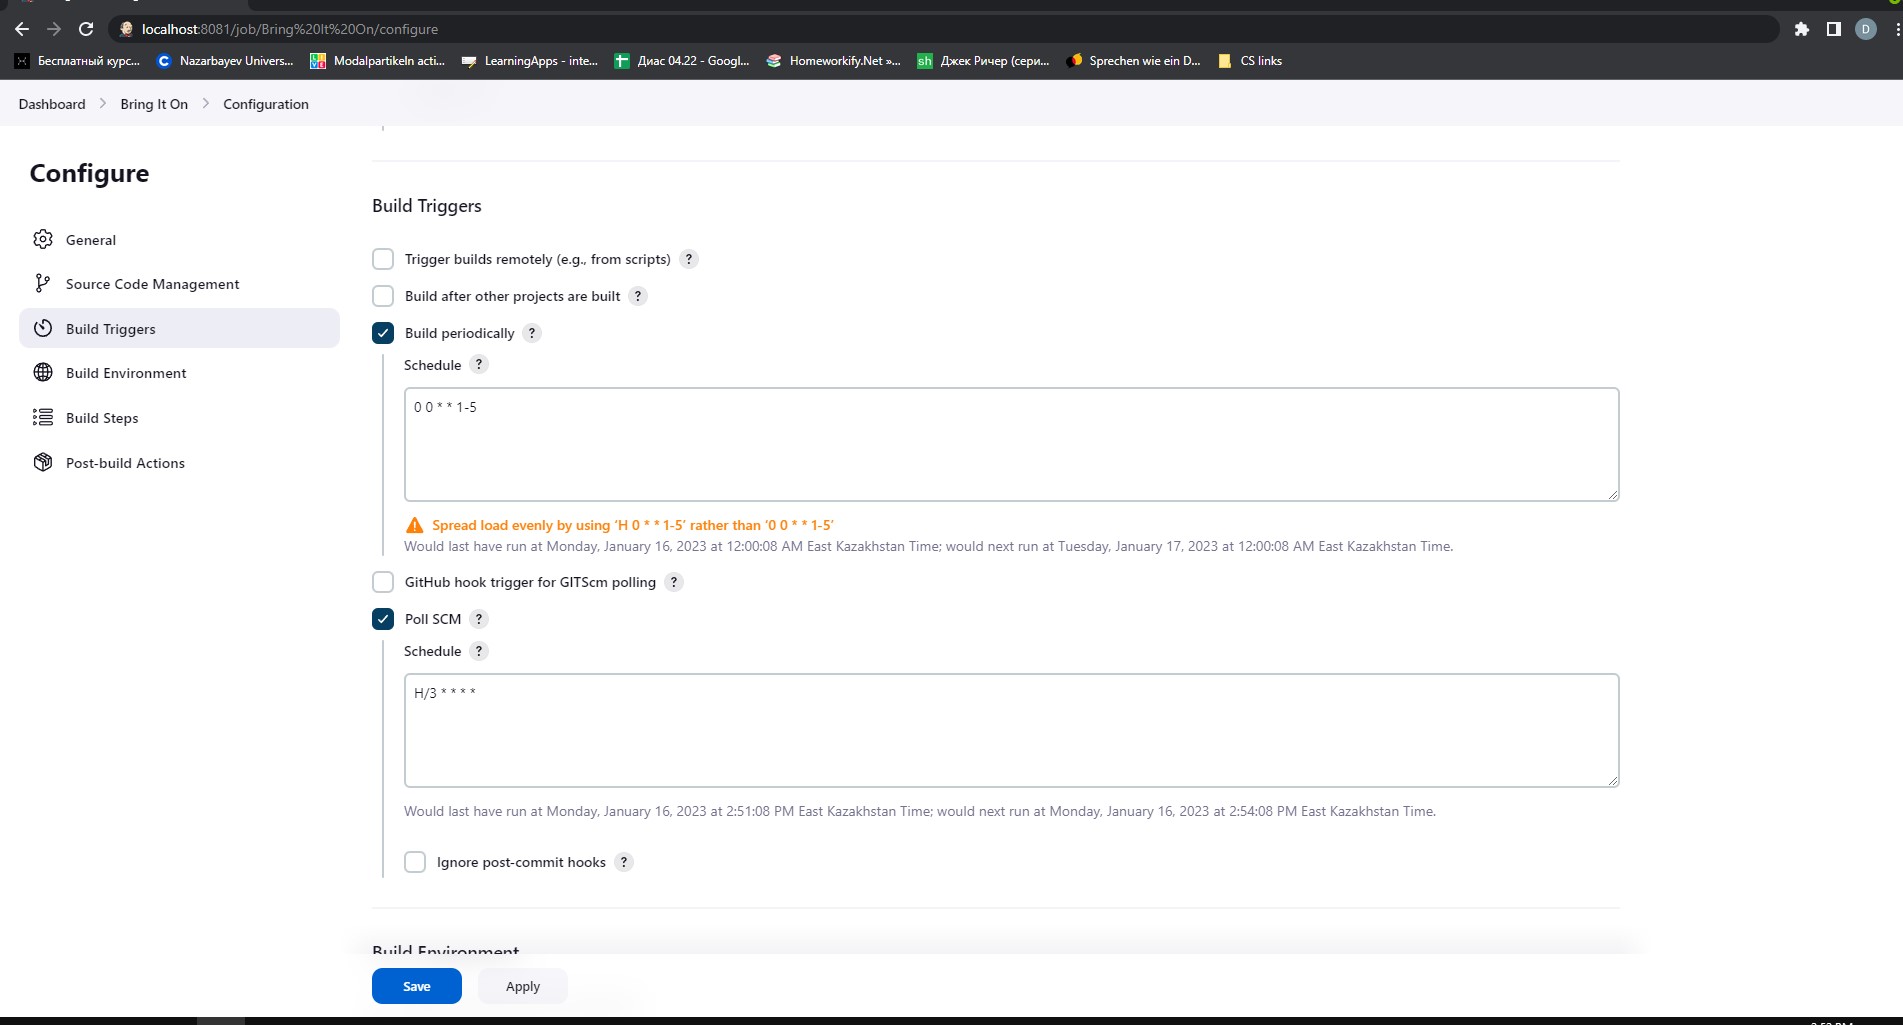 localhost:8081/job/Bring%20It%20On/configure
D
Бесплатный курс...
Nazarbayev Univers...
Modalpartikeln acti...
LearningApps - inte...
Диас 04.22 - Googl...
Homeworkify.Net »...
sh Джек Ричер (сери...
Sprechen wie ein D...
CS links
Dashboard > Bring It On > Configuration
Configure
General
Source Code Management
Build Triggers
Build Environment
Build Steps
Post-build Actions
Build Triggers
Trigger builds remotely (e.g., from scripts) ?
Build after other projects are built ?
Build periodically ?
Schedule ?
0 0 * * 1-5
Spread load evenly by using ‘H 0 * * 1-5’ rather than ‘0 0 * * 1-5’
Would last have run at Monday, January 16, 2023 at 12:00:08 AM East Kazakhstan Time; would next run at Tuesday, January 17, 2023 at 12:00:08 AM East Kazakhstan Time.
GitHub hook trigger for GITScm polling ?
Poll SCM ?
Schedule ?
H/3 * * * *
Would last have run at Monday, January 16, 2023 at 2:51:08 PM East Kazakhstan Time; would next run at Monday, January 16, 2023 at 2:54:08 PM East Kazakhstan Time.
Ignore post-commit hooks ?
Build Environment
Save
Apply